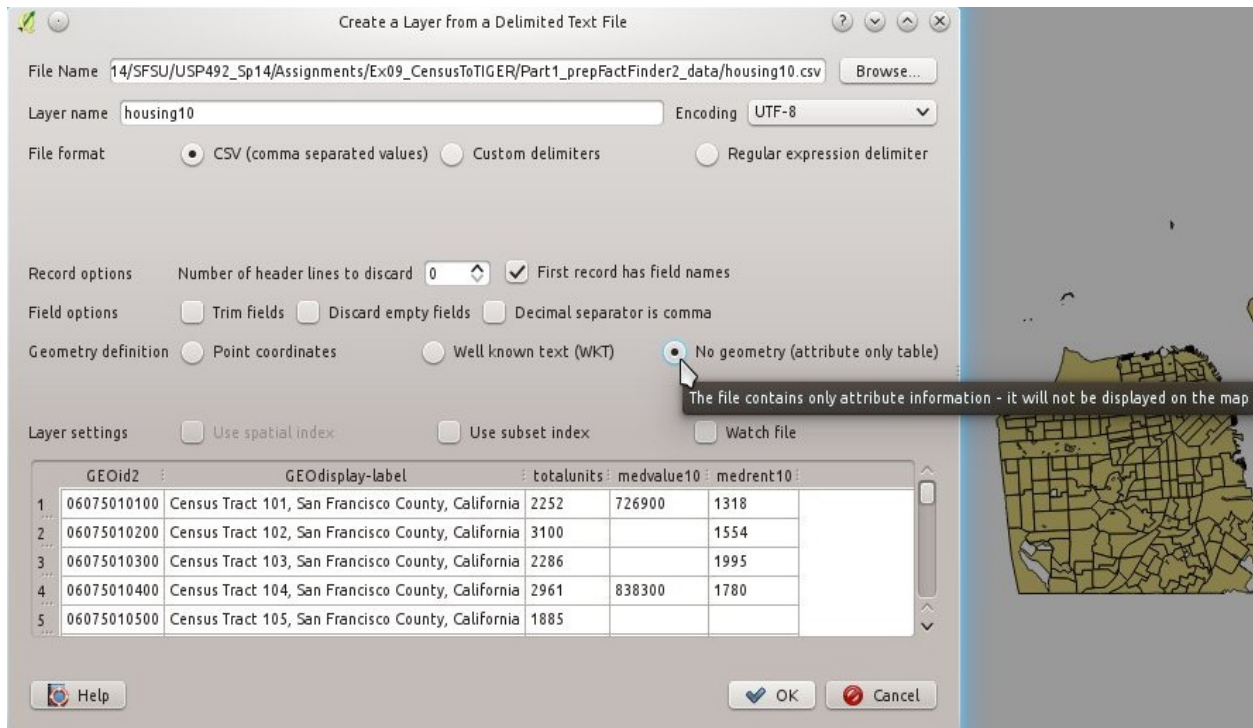 Create a Layer from a Delimited Text File
File Name 14/SFSU/USP492_Sp14/Assignments/Ex09_CensusToTIGER/Part1_prepFactFinder2_data/housing10.csv Browse...
Layer name housing10 Encoding UTF-8
File format CSV (comma separated values) Custom delimiters Regular expression delimiter
Record options Number of header lines to discard 0 First record has field names
Field options Trim fields Discard empty fields Decimal separator is comma
Geometry definition Point coordinates Well known text (WKT) No geometry (attribute only table)
The file contains only attribute information - it will not be displayed on the map
Layer settings Use spatial index Use subset index Watch file
GEOid2 GEOdisplay-label totalunits medvalue10 medrent10
1 06075010100 Census Tract 101, San Francisco County, California 2252 726900 1318
2 06075010200 Census Tract 102, San Francisco County, California 3100 1554
3 06075010300 Census Tract 103, San Francisco County, California 2286 1995
4 06075010400 Census Tract 104, San Francisco County, California 2961 838300 1780
5 06075010500 Census Tract 105, San Francisco County, California 1885
Help OK Cancel